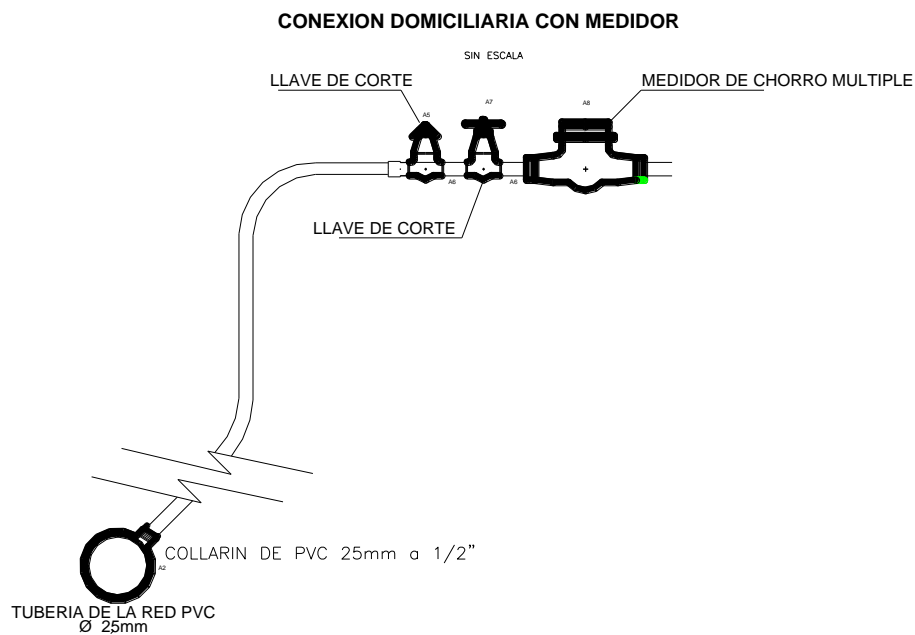 CONEXION DOMICILIARIA CON MEDIDOR
SIN ESCALA
LLAVE DE CORTE
MEDIDOR DE CHORRO MULTIPLE
A5
A7
A8
A6
A6
LLAVE DE CORTE
COLLARIN DE PVC 25mm a 1/2"
A2
TUBERIA DE LA RED PVC
Ø 25mm